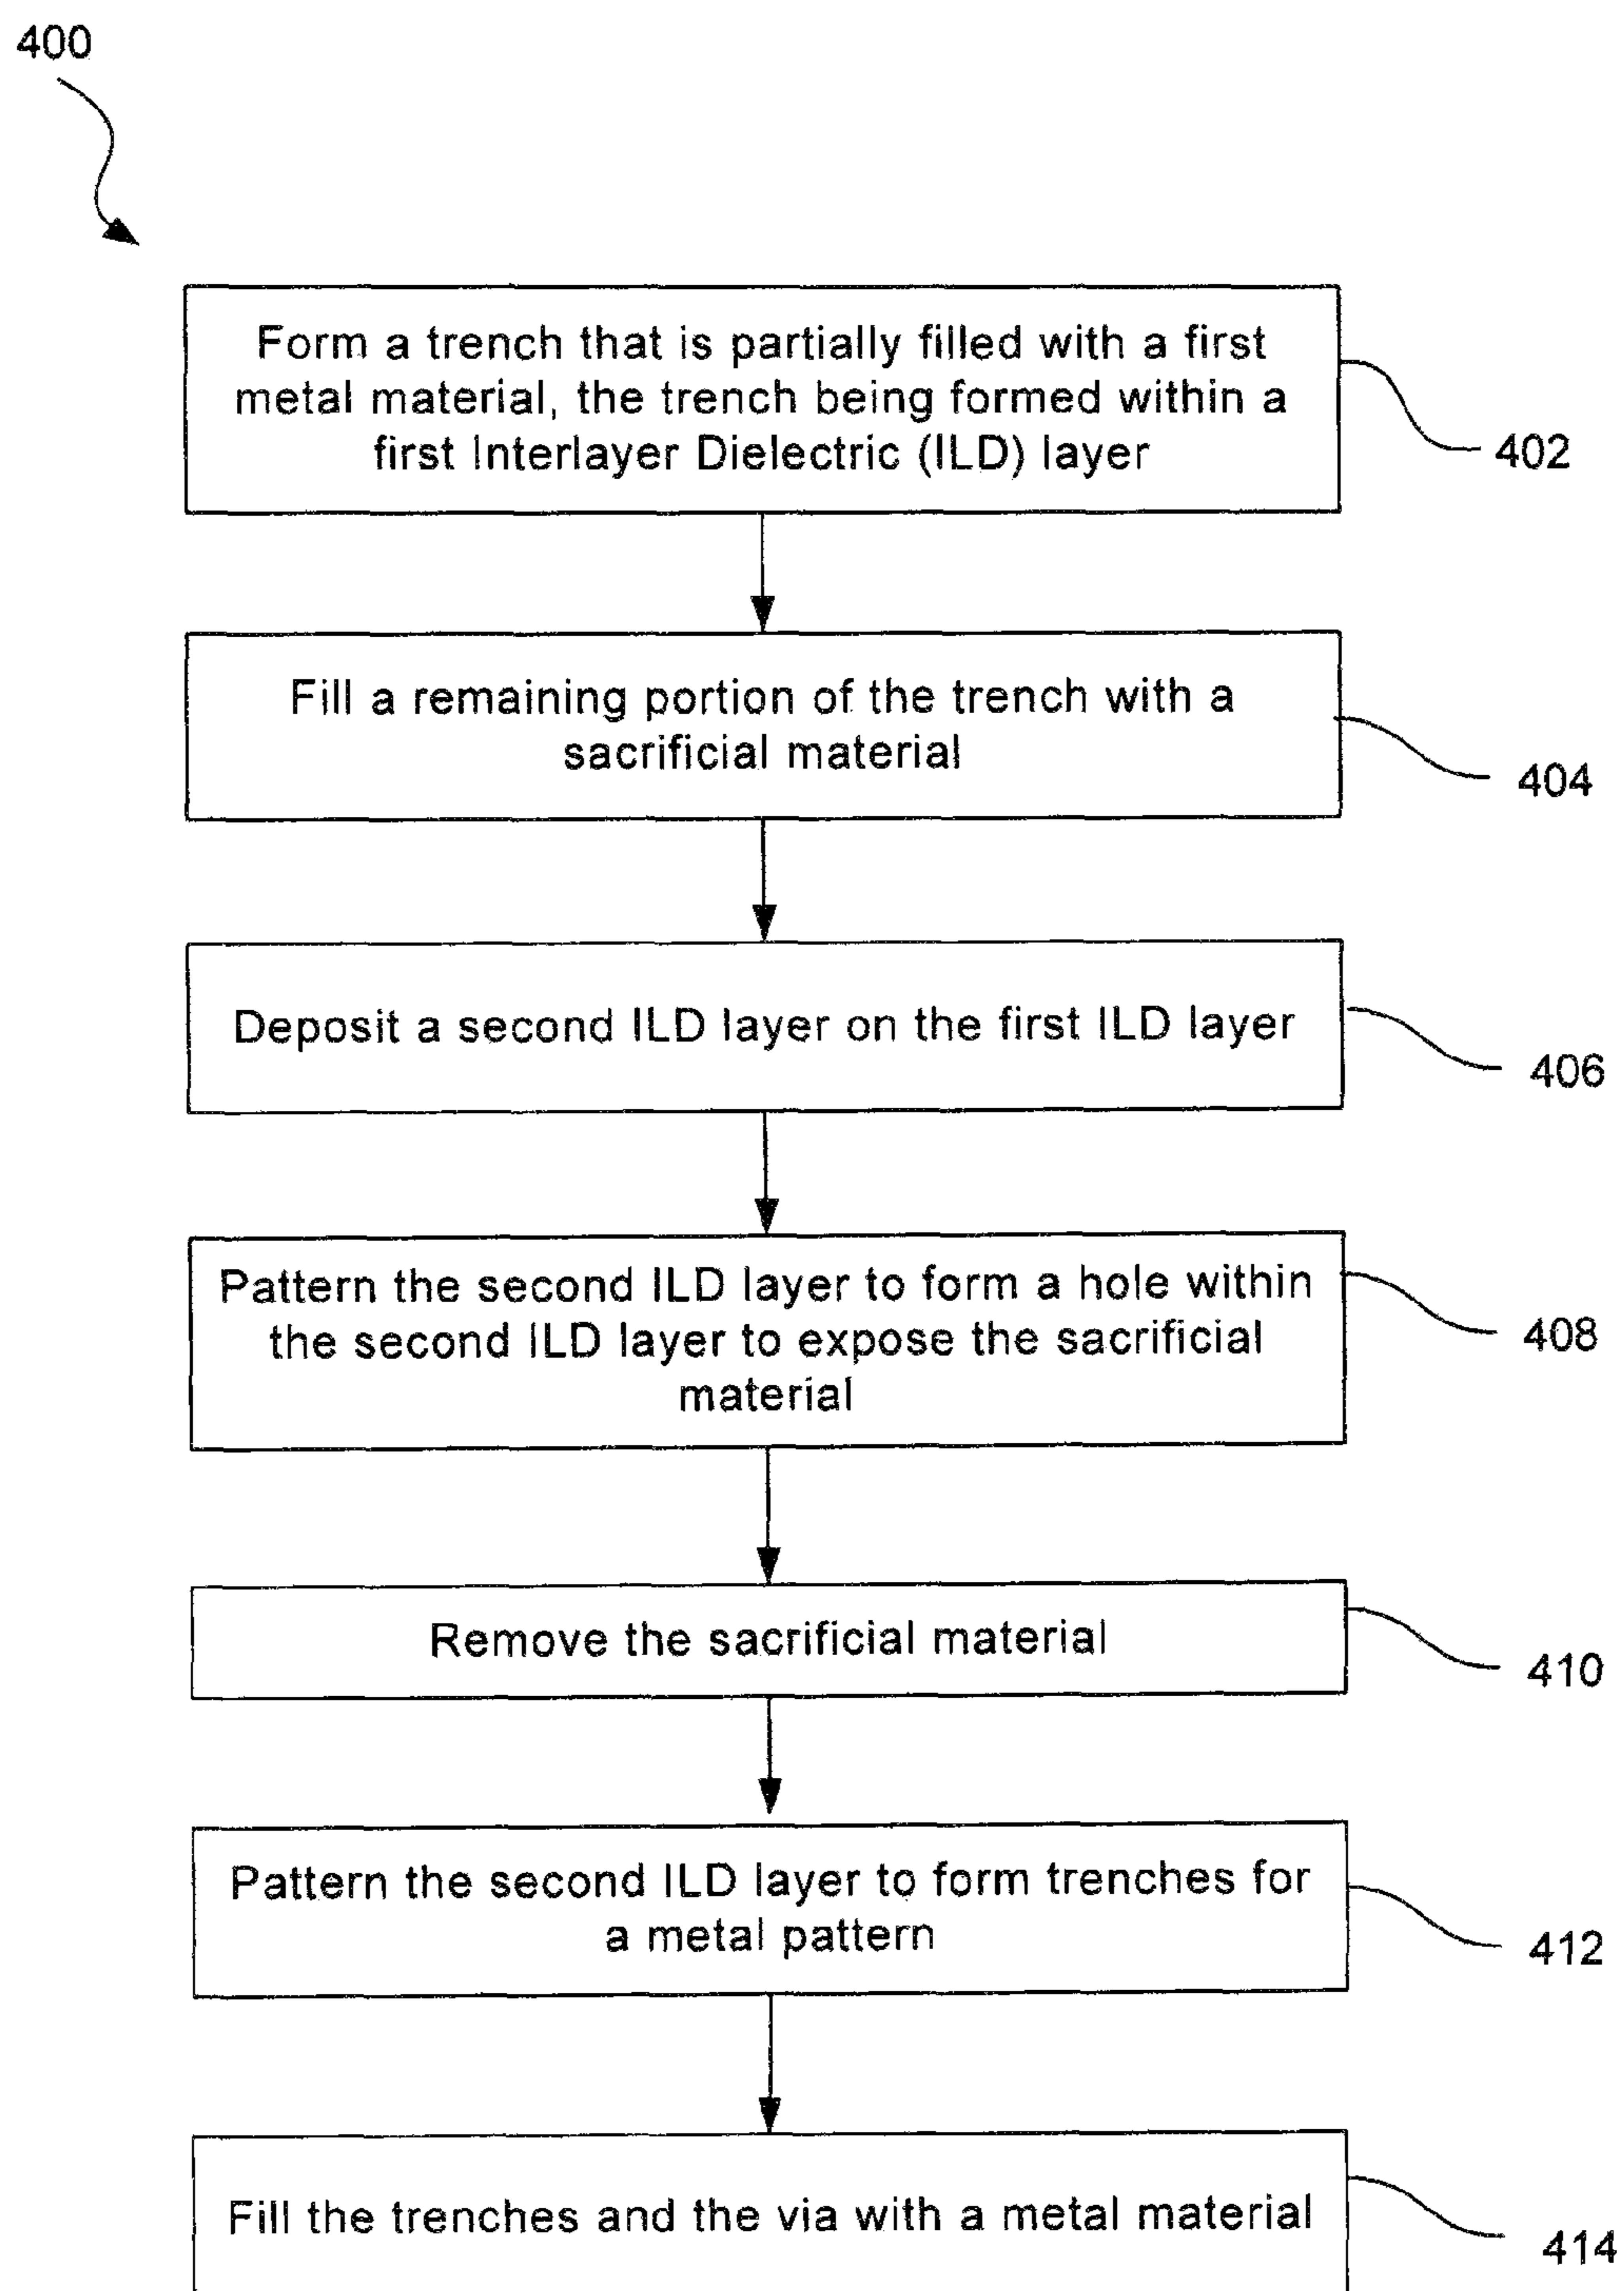 400
Form a trench that is partially filled with a first
metal material, the trench being formed within a
first Interlayer Dielectric (ILD) layer
402
Fill a remaining portion of the trench with a
sacrificial material
404
Deposit a second ILD layer on the first ILD layer
406
Pattern the second ILD layer to form a hole within
the second ILD layer to expose the sacrificial
material
408
Remove the sacrificial material
410
Pattern the second ILD layer to form trenches for
a metal pattern
412
Fill the trenches and the via with a metal material
414